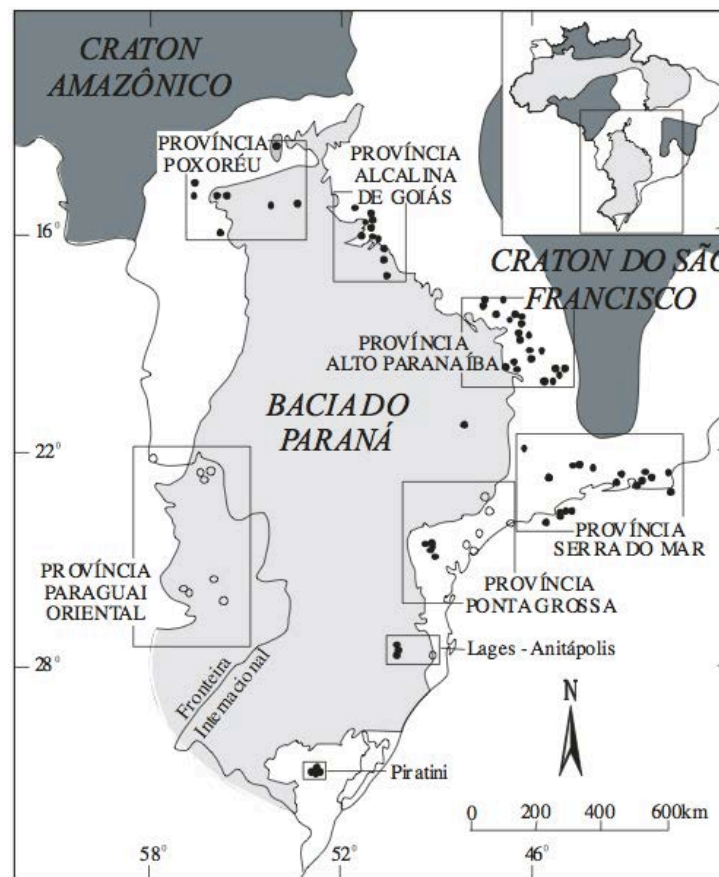 CRATON
AMAZÔNICO
PROVÍNCIA
POXORÉU
PROVÍNCIA
ALCALINA
DE GOIÁS
16°
CRATON DO SÃO
FRANCISCO
PROVÍNCIA
ALTO PARANAÍBA
BACIA DO
PARANÁ
22°
PROVÍNCIA
SERRA DO MAR
PROVÍNCIA
PARAGUAI
ORIENTAL
PROVÍNCIA
PONTA GROSSA
Lages - Anitápolis
28°
Fronteira
Internacional
N
Piratini
0 200 400 600km
58° 52° 46°